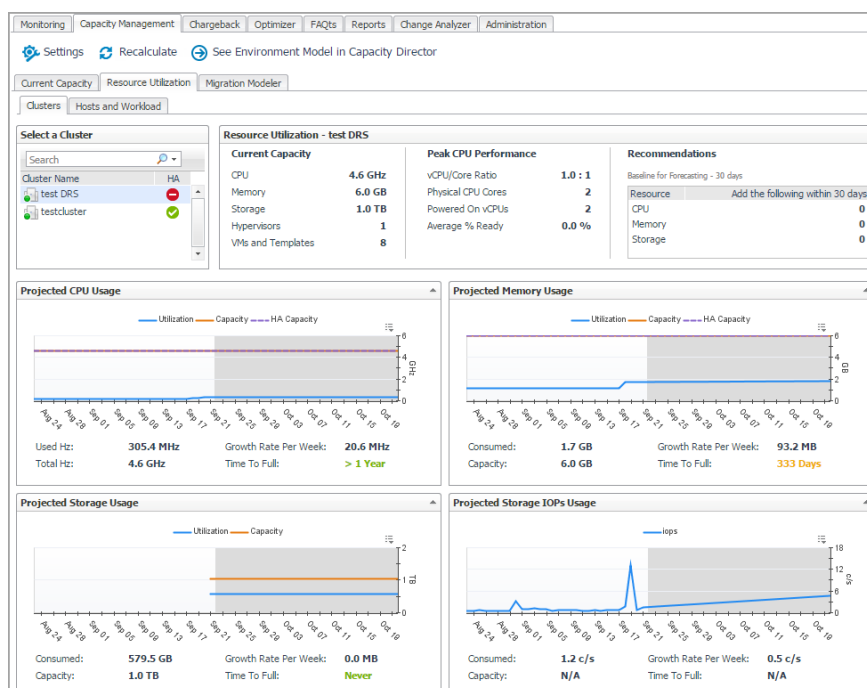 Monitoring Capacity Management Chargeback Optimizer FAQts Reports Change Analyzer Administration
Settings Recalculate See Environment Model in Capacity Director
Current Capacity Resource Utilization Migration Modeler
Clusters Hosts and Workload
Select a Cluster
Search
Cluster Name HA
test DRS
testcluster
Resource Utilization - test DRS
Current Capacity
CPU 4.6 GHz
Memory 6.0 GB
Storage 1.0 TB
Hypervisors 1
VMs and Templates 8
Peak CPU Performance
vCPU/Core Ratio 1.0 : 1
Physical CPU Cores 2
Powered On vCPUs 2
Average % Ready 0.0 %
Recommendations
Baseline for Forecasting - 30 days
Resource Add the following within 30 days
CPU 0
Memory 0
Storage 0
Projected CPU Usage
Utilization Capacity HA Capacity
6
4
2
0
GHz
Aug 24 Aug 28 Sep 01 Sep 05 Sep 09 Sep 13 Sep 17 Sep 21 Sep 25 Sep 29 Oct 03 Oct 07 Oct 11 Oct 15 Oct 19
Used Hz: 305.4 MHz Growth Rate Per Week: 20.6 MHz
Total Hz: 4.6 GHz Time To Full: > 1 Year
Projected Memory Usage
Utilization Capacity HA Capacity
6
4
2
0
GB
Aug 24 Aug 28 Sep 01 Sep 05 Sep 09 Sep 13 Sep 17 Sep 21 Sep 25 Sep 29 Oct 03 Oct 07 Oct 11 Oct 15 Oct 19
Consumed: 1.7 GB Growth Rate Per Week: 93.2 MB
Capacity: 6.0 GB Time To Full: 333 Days
Projected Storage Usage
Utilization Capacity
2
1
0
TB
Aug 24 Aug 28 Sep 01 Sep 05 Sep 09 Sep 13 Sep 17 Sep 21 Sep 25 Sep 29 Oct 03 Oct 07 Oct 11 Oct 15 Oct 19
Consumed: 579.5 GB Growth Rate Per Week: 0.0 MB
Capacity: 1.0 TB Time To Full: Never
Projected Storage IOPs Usage
iops
18
12
6
0
c/s
Aug 24 Aug 28 Sep 01 Sep 05 Sep 09 Sep 13 Sep 17 Sep 21 Sep 25 Sep 29 Oct 03 Oct 07 Oct 11 Oct 15 Oct 19
Consumed: 1.2 c/s Growth Rate Per Week: 0.5 c/s
Capacity: N/A Time To Full: N/A